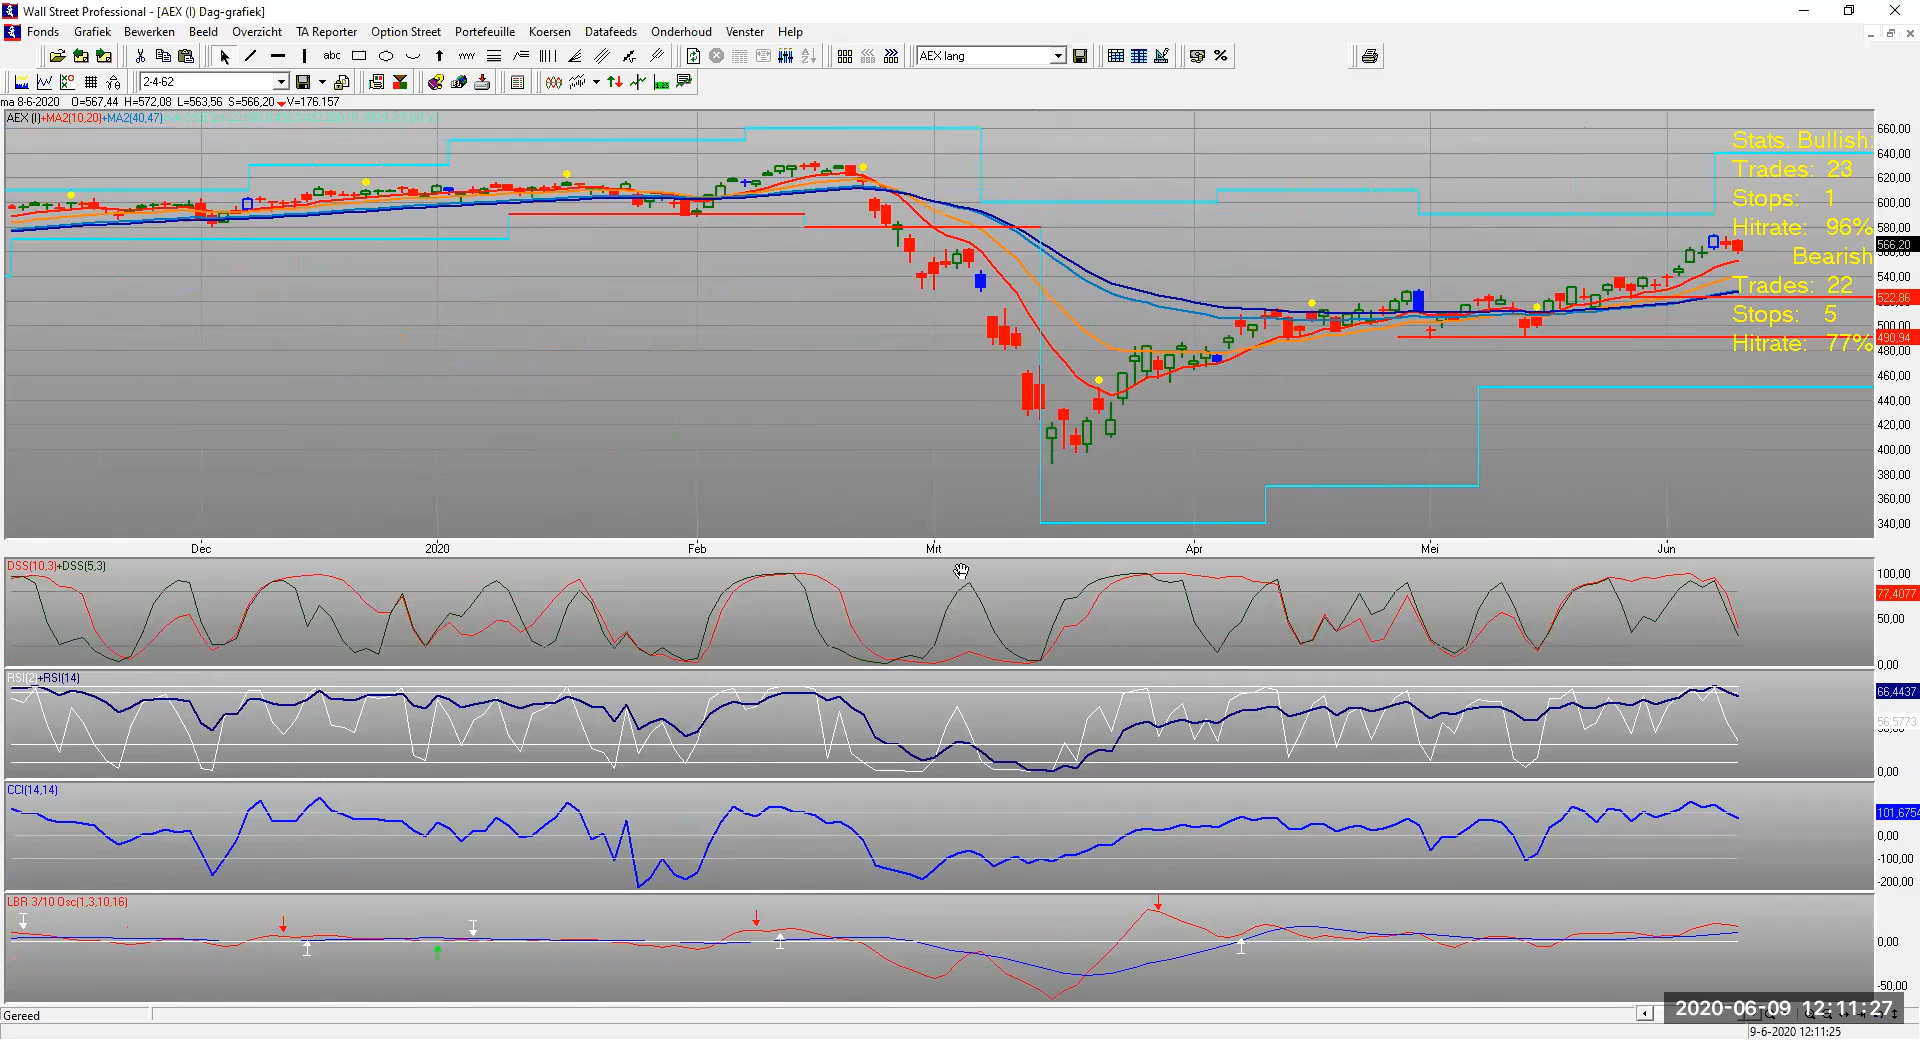 Wall Street Professional - [AEX (I) Dag-grafiek]
Fonds Grafiek Bewerken Beeld Overzicht TA Reporter Option Street Portefeuille Koersen Datafeeds Onderhoud Venster Help
abc AEX lang %
2-4-62
ma 8-6-2020 O=567,44 H=572,08 L=563,56 S=566,20 V=176.157
AEX (I)+MA2(10,20)+MA2(40,47)
660,00
640,00
620,00
600,00
580,00
566,20
560,00
540,00
522,86
500,00
490,94
480,00
460,00
440,00
420,00
400,00
380,00
360,00
340,00
Stats. Bullish:
Trades: 23
Stops: 1
Hitrate: 96%
Bearish
Trades: 22
Stops: 5
Hitrate: 77%
Dec 2020 Feb Mrt Apr Mei Jun
DSS(10,3)+DSS(5,3)
100,00
77,4077
50,00
0,00
RSI(2)+RSI(14)
66,4437
56,5773
0,00
CCI(14,14)
101,6754
0,00
-100,00
-200,00
LBR 3/10 Osc(1,3,10,16)
0,00
-50,00
Gereed
2020-06-09 12:11:27
9-6-2020 12:11:25